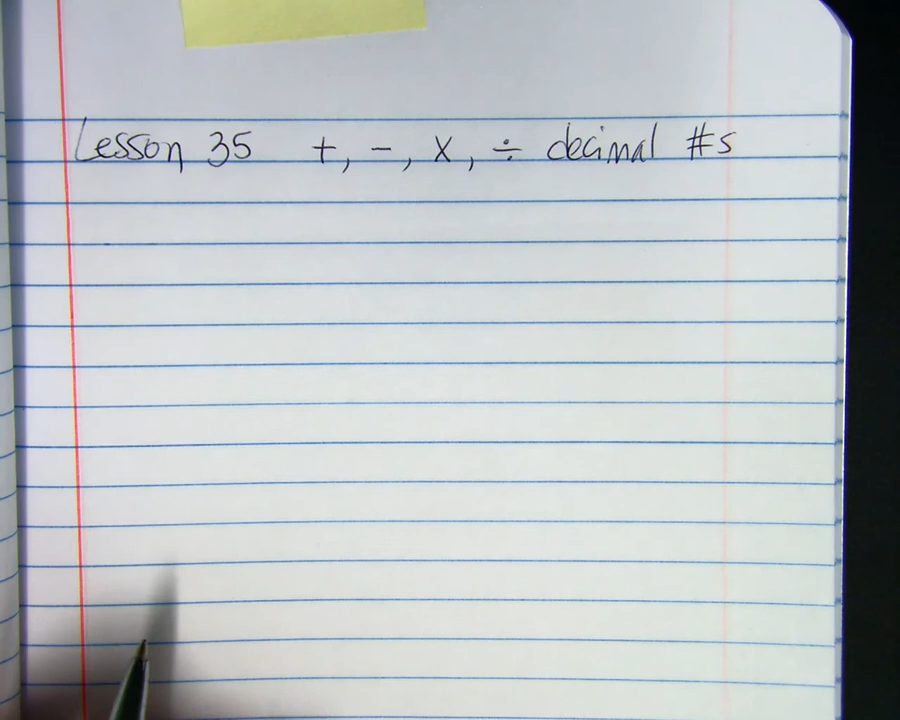 Lesson 35 +, -, x, ÷ decimal #s